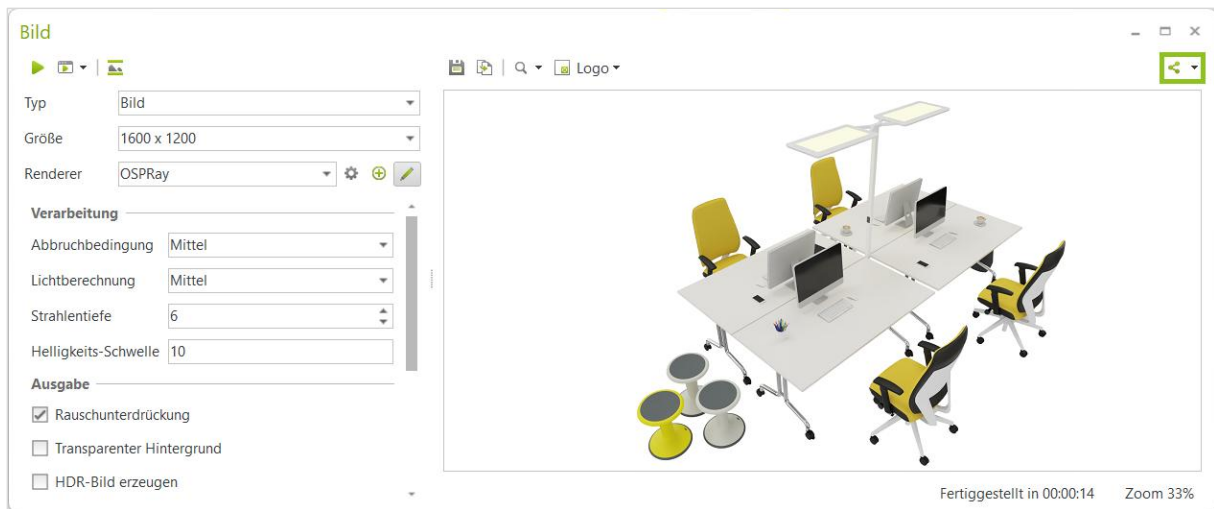 Bild
Logo
Typ Bild
Größe 1600 x 1200
Renderer OSPRay
Verarbeitung
Abbruchbedingung Mittel
Lichtberechnung Mittel
Strahlentiefe 6
Helligkeits-Schwelle 10
Ausgabe
Rauschunterdrückung
Transparenter Hintergrund
HDR-Bild erzeugen
Fertiggestellt in 00:00:14 Zoom 33%